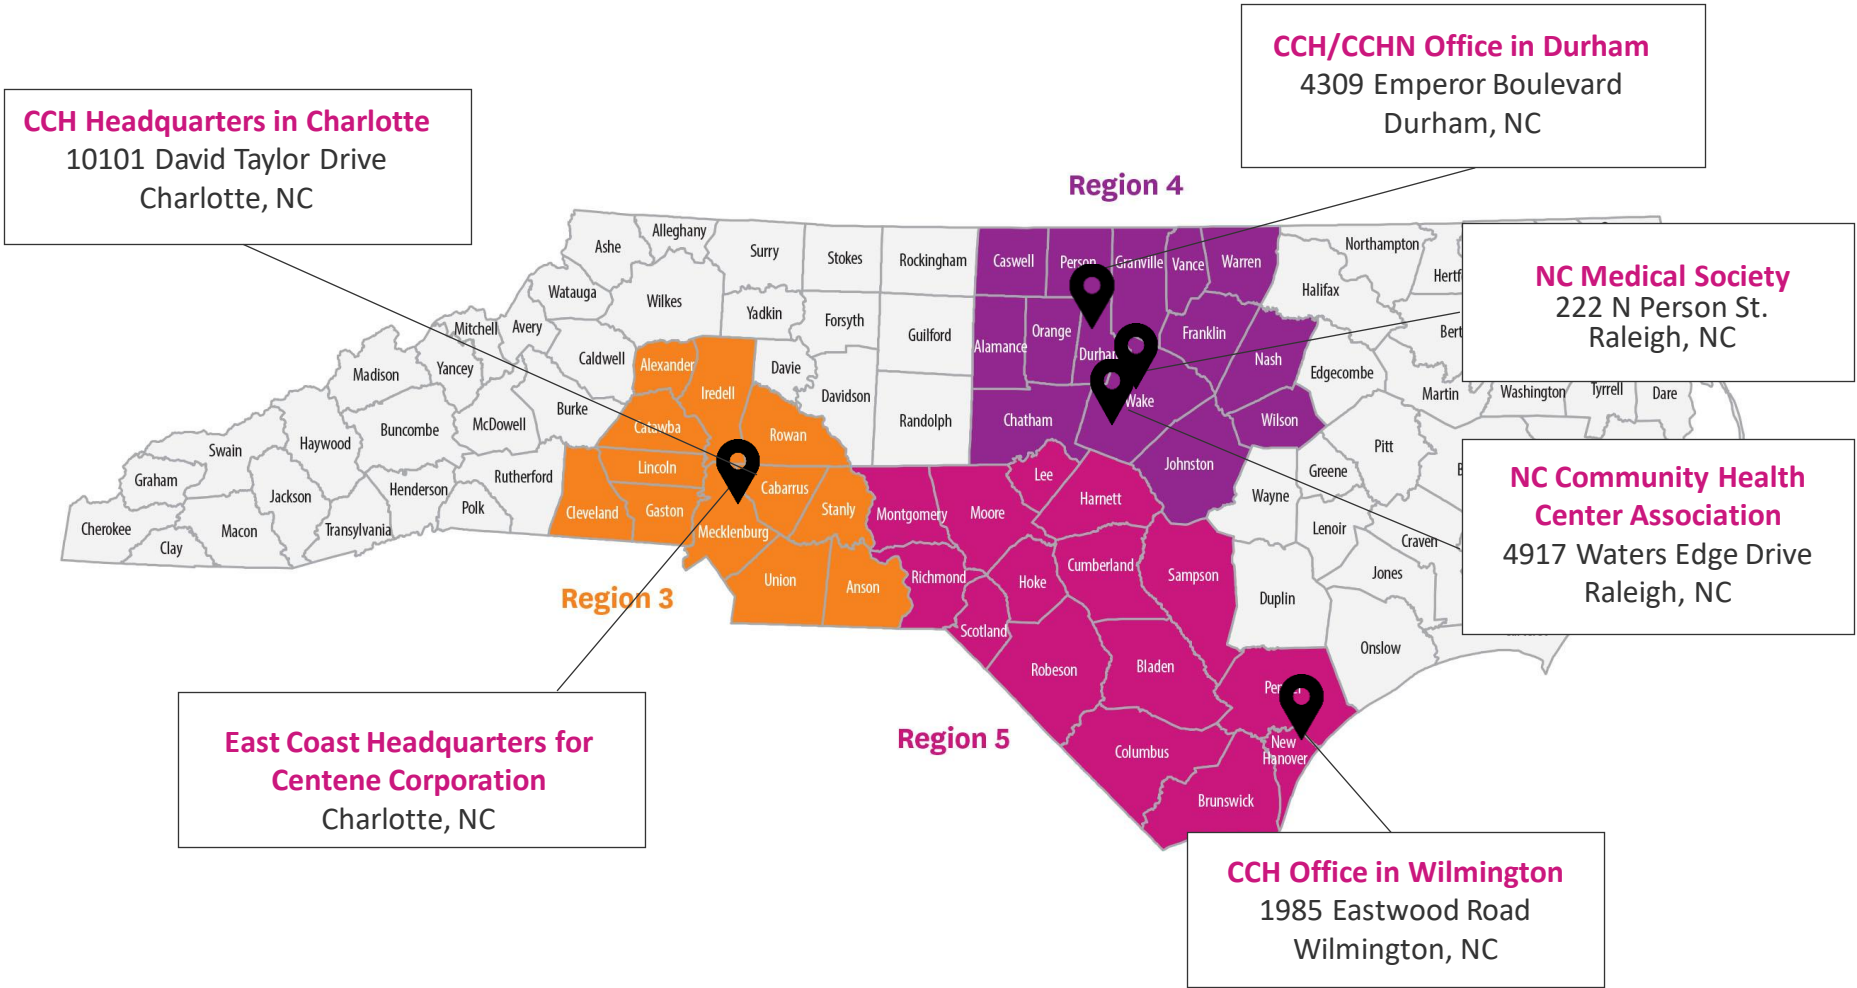 CCH/CCHN Office in Durham
4309 Emperor Boulevard
Durham, NC
CCH Headquarters in Charlotte
10101 David Taylor Drive
Charlotte, NC
Region 4
NC Medical Society
222 N Person St.
Raleigh, NC
NC Community Health
Center Association
4917 Waters Edge Drive
Raleigh, NC
Region 3
East Coast Headquarters for
Centene Corporation
Charlotte, NC
Region 5
CCH Office in Wilmington
1985 Eastwood Road
Wilmington, NC
Ashe
Alleghany
Surry
Stokes
Rockingham
Caswell
Person
Granville
Vance
Warren
Northampton
Halifax
Watauga
Wilkes
Yadkin
Forsyth
Guilford
Alamance
Orange
Durham
Franklin
Nash
Edgecombe
Martin
Washington
Tyrrell
Dare
Mitchell
Avery
Caldwell
Alexander
Iredell
Davie
Davidson
Randolph
Chatham
Wake
Wilson
Pitt
Greene
Madison
Yancey
Burke
McDowell
Buncombe
Haywood
Swain
Graham
Cherokee
Clay
Macon
Jackson
Transylvania
Henderson
Polk
Rutherford
Catawba
Rowan
Lincoln
Cleveland
Gaston
Mecklenburg
Cabarrus
Stanly
Union
Anson
Montgomery
Moore
Lee
Harnett
Johnston
Wayne
Lenoir
Craven
Jones
Richmond
Hoke
Cumberland
Sampson
Duplin
Onslow
Scotland
Robeson
Bladen
Columbus
Brunswick
New
Hanover